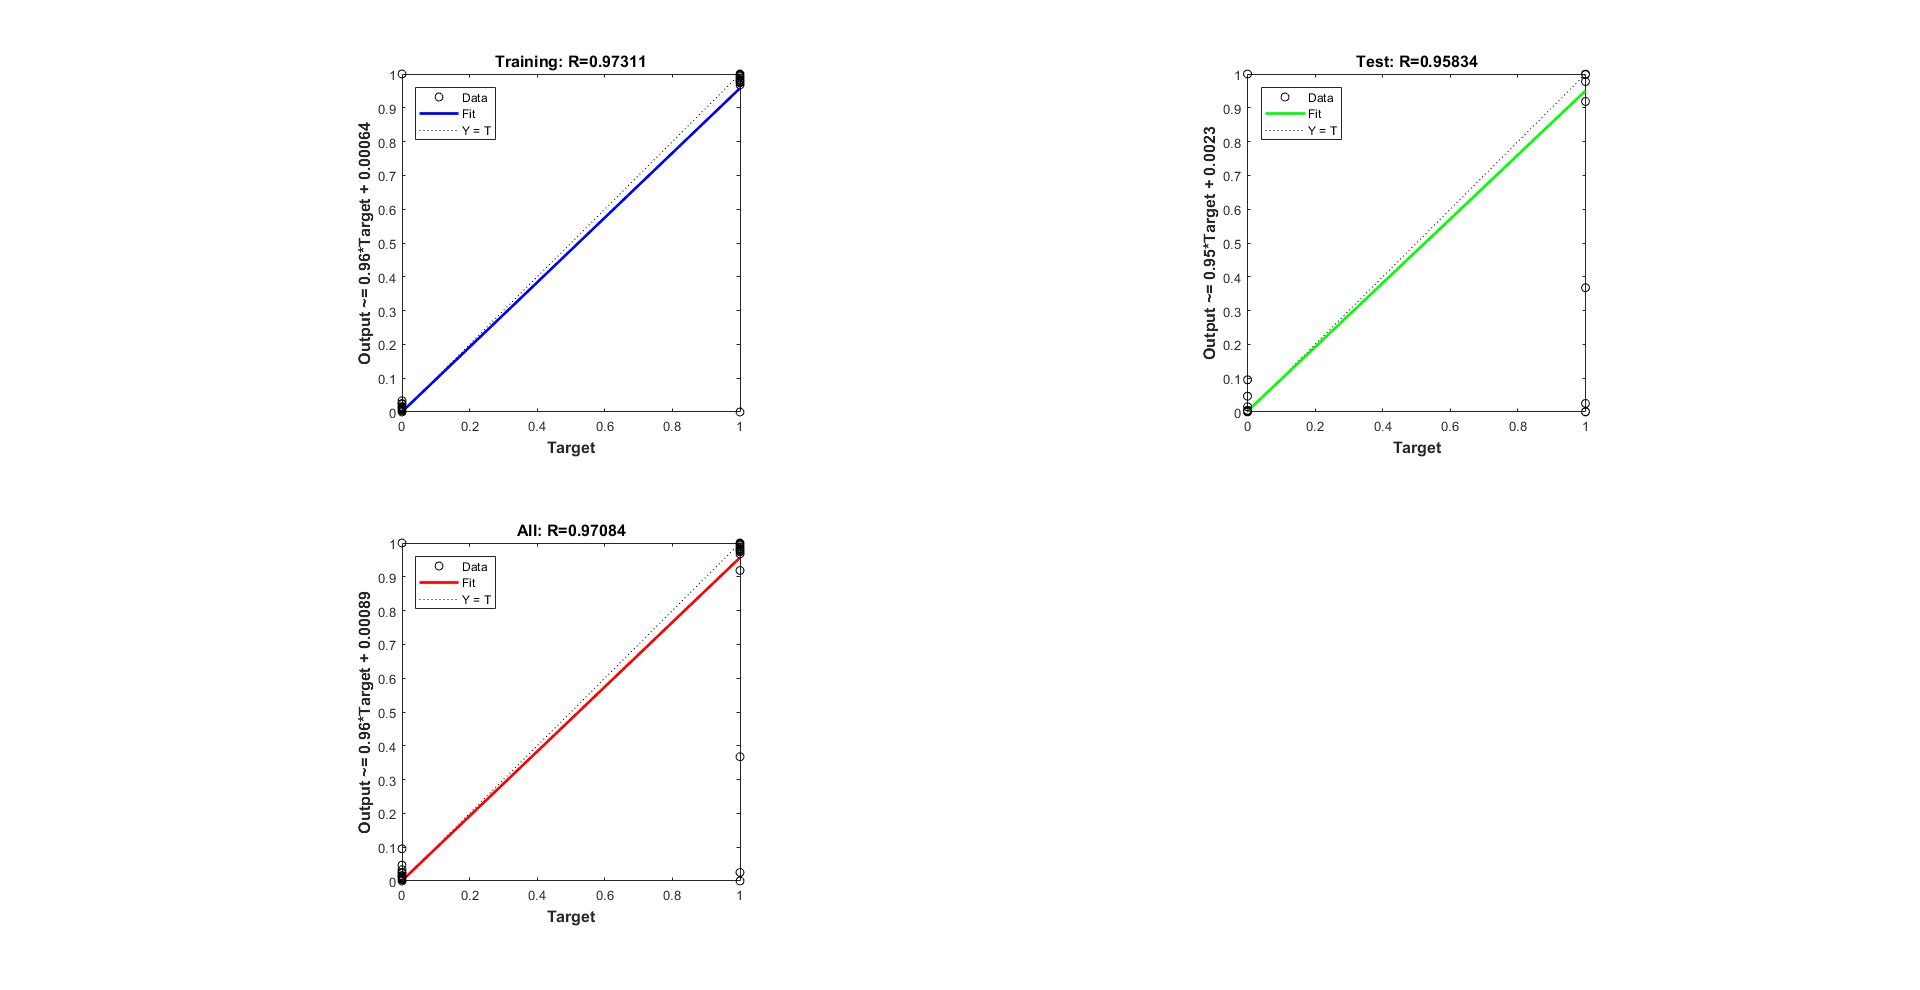 Training: R=0.97311
Output ~= 0.96*Target + 0.00064
1
0.9
0.8
0.7
0.6
0.5
0.4
0.3
0.2
0.1
0
Data
Fit
Y = T
0 0.2 0.4 0.6 0.8 1
Target
Test: R=0.95834
Output ~= 0.95*Target + 0.0023
1
0.9
0.8
0.7
0.6
0.5
0.4
0.3
0.2
0.1
0
Data
Fit
Y = T
0 0.2 0.4 0.6 0.8 1
Target
All: R=0.97084
Output ~= 0.96*Target + 0.00089
1
0.9
0.8
0.7
0.6
0.5
0.4
0.3
0.2
0.1
0
Data
Fit
Y = T
0 0.2 0.4 0.6 0.8 1
Target